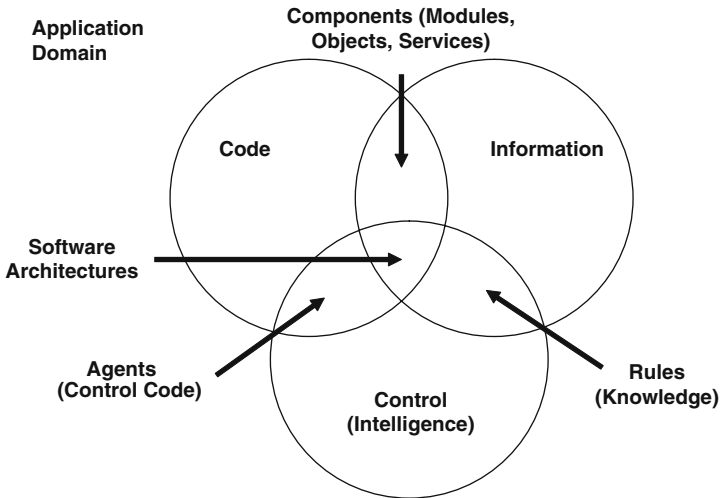 Application
Domain
Components (Modules,
Objects, Services)
Code
Information
Software
Architectures
Agents
(Control Code)
Control
(Intelligence)
Rules
(Knowledge)